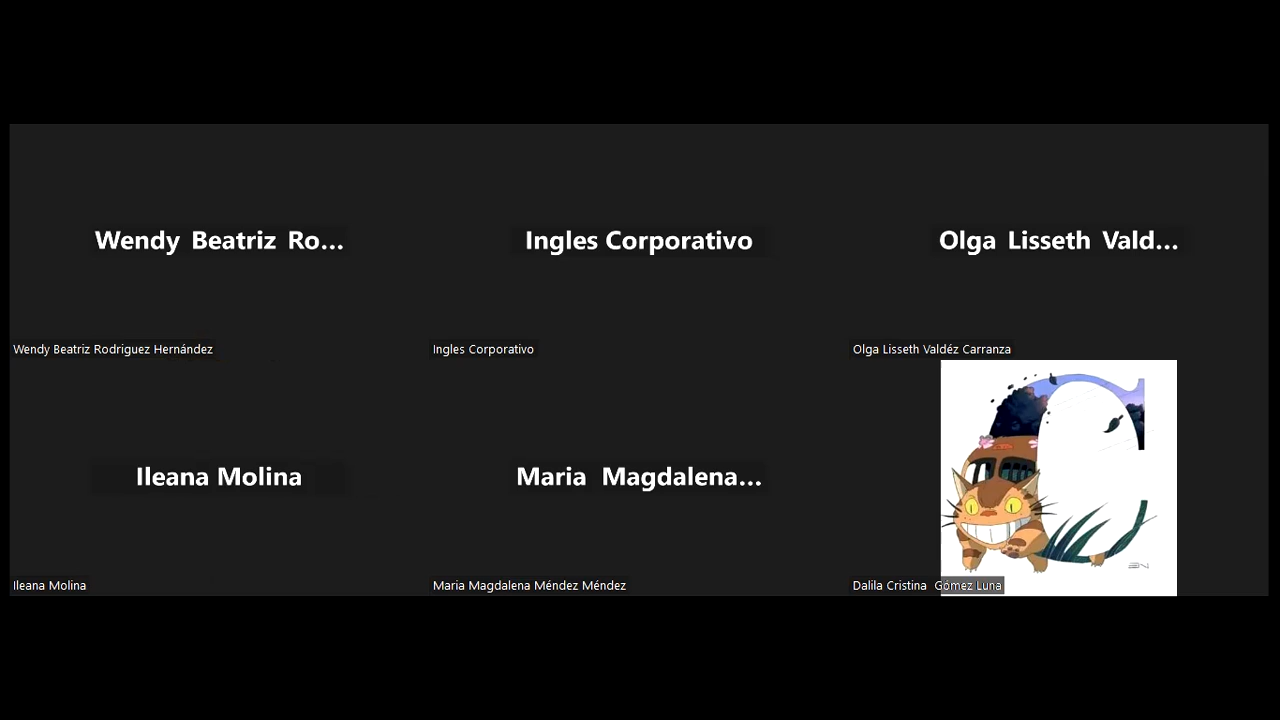 Wendy Beatriz Ro...
Ingles Corporativo
Olga Lisseth Vald...
Wendy Beatriz Rodriguez Hernández
Ingles Corporativo
Olga Lisseth Valdéz Carranza
Ileana Molina
Maria Magdalena...
Ileana Molina
Maria Magdalena Méndez Méndez
Dalila Cristina Gómez Luna